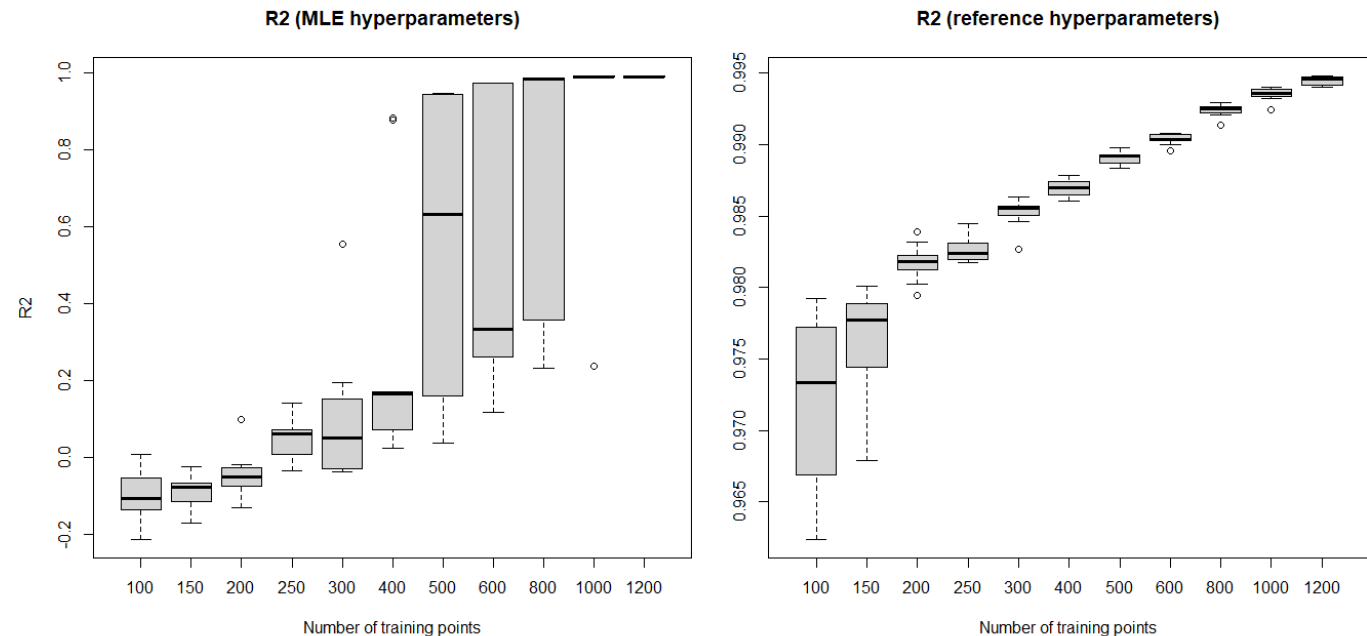 R2 (MLE hyperparameters)
R2
1.0
0.8
0.6
0.4
0.2
0.0
-0.2
100 150 200 250 300 400 500 600 800 1000 1200
Number of training points
R2 (reference hyperparameters)
0.995
0.990
0.985
0.980
0.975
0.970
0.965
100 150 200 250 300 400 500 600 800 1000 1200
Number of training points